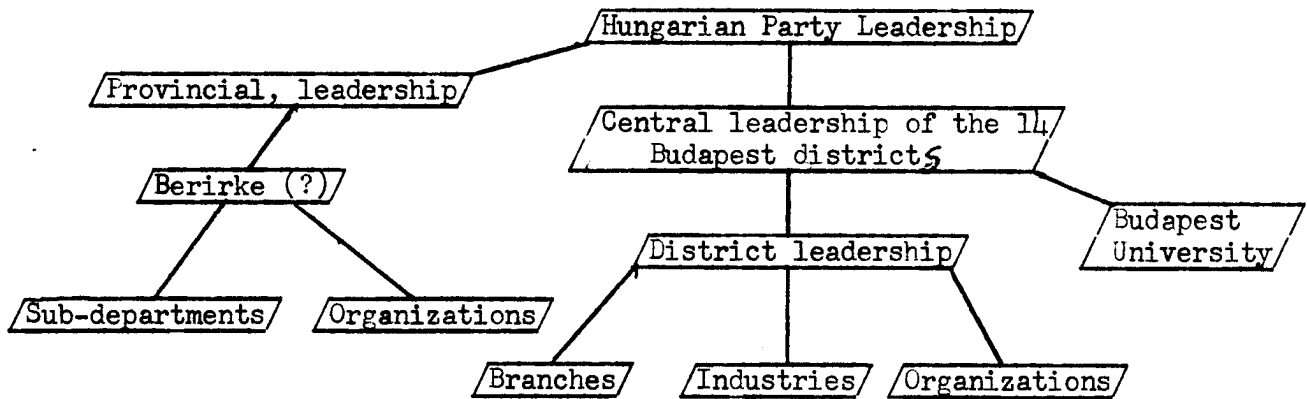 Hungarian Party Leadership
Provincial, leadership
Central leadership of the 14
Budapest districts
Berirke (?)
Budapest
University
District leadership
Sub-departments
Organizations
Branches
Industries
Organizations